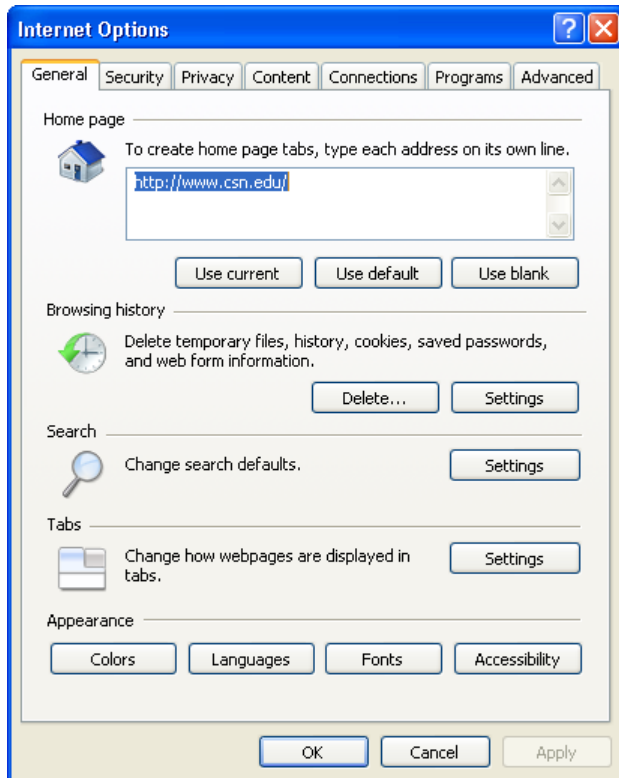 Internet Options
General Security Privacy Content Connections Programs Advanced
Home page
To create home page tabs, type each address on its own line.
http://www.csn.edu/
Use current Use default Use blank
Browsing history
Delete temporary files, history, cookies, saved passwords,
and web form information.
Delete... Settings
Search
Change search defaults. Settings
Tabs
Change how webpages are displayed in
tabs.
Settings
Appearance
Colors Languages Fonts Accessibility
OK Cancel Apply